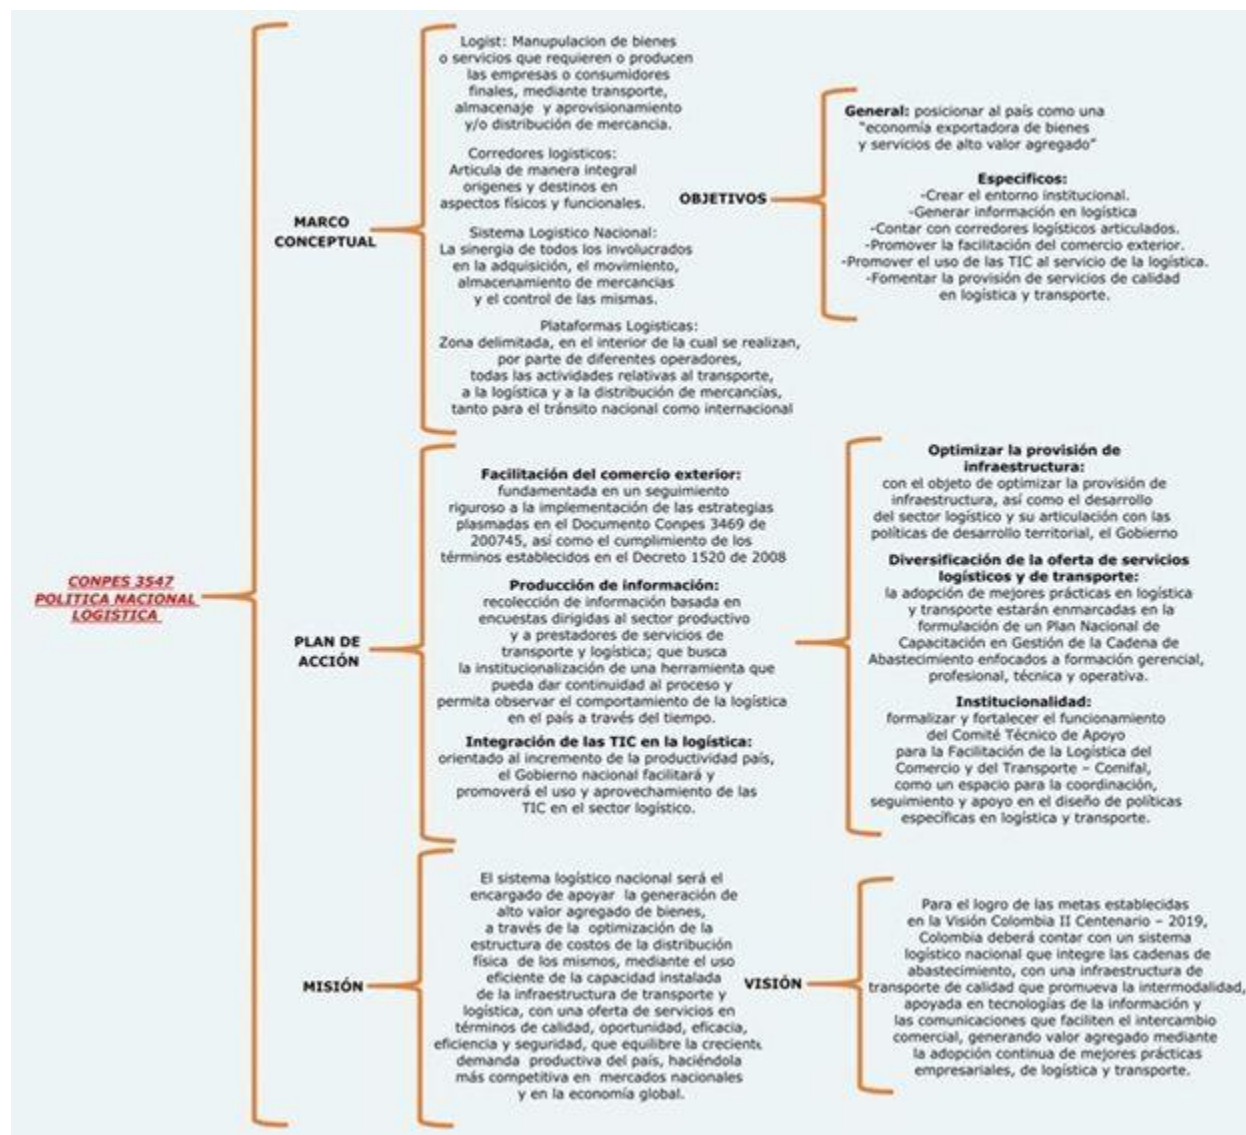 CONPES 3547
POLITICA NACIONAL
LOGISTICA
MARCO
CONCEPTUAL
Logist: Manupulacion de bienes
o servicios que requieren o producen
las empresas o consumidores
finales, mediante transporte,
almacenaje y aprovisionamiento
y/o distribución de mercancia.
Corredores logísticos:
Articula de manera integral
origenes y destinos en
aspectos físicos y funcionales.
Sistema Logistico Nacional:
La sinergia de todos los involucrados
en la adquisición, el movimiento,
almacenamiento de mercancias
y el control de las mismas.
Plataformas Logisticas:
Zona delimitada, en el interior de la cual se realizan,
por parte de diferentes operadores,
todas las actividades relativas al transporte,
a la logística y a la distribución de mercancías,
tanto para el tránsito nacional como internacional
OBJETIVOS
General: posicionar al país como una
"economía exportadora de bienes
y servicios de alto valor agregado"
Especificos:
-Crear el entorno institucional.
-Generar información en logística
-Contar con corredores logísticos articulados.
-Promover la facilitación del comercio exterior.
-Promover el uso de las TIC al servicio de la logística.
-Fomentar la provisión de servicios de calidad
en logística y transporte.
PLAN DE
ACCIÓN
Facilitación del comercio exterior:
fundamentada en un seguimiento
riguroso a la implementación de las estrategias
plasmadas en el Documento Conpes 3469 de
200745, así como el cumplimiento de los
términos establecidos en el Decreto 1520 de 2008
Producción de información:
recolección de información basada en
encuestas dirigidas al sector productivo
y a prestadores de servicios de
transporte y logística; que busca
la institucionalización de una herramienta que
pueda dar continuidad al proceso y
permita observar el comportamiento de la logística
en el país a través del tiempo.
Integración de las TIC en la logística:
orientado al incremento de la productividad país,
el Gobierno nacional facilitará y
promoverá el uso y aprovechamiento de las
TIC en el sector logístico.
Optimizar la provisión de
infraestructura:
con el objeto de optimizar la provisión de
infraestructura, así como el desarrollo
del sector logístico y su articulación con las
políticas de desarrollo territorial, el Gobierno
Diversificación de la oferta de servicios
logísticos y de transporte:
la adopción de mejores prácticas en logística
y transporte estarán enmarcadas en la
formulación de un Plan Nacional de
Capacitación en Gestión de la Cadena de
Abastecimiento enfocados a formación gerencial,
profesional, técnica y operativa.
Institucionalidad:
formalizar y fortalecer el funcionamiento
del Comité Técnico de Apoyo
para la Facilitación de la Logística del
Comercio y del Transporte – Comifal,
como un espacio para la coordinación,
seguimiento y apoyo en el diseño de políticas
específicas en logística y transporte.
MISIÓN
El sistema logístico nacional será el
encargado de apoyar la generación de
alto valor agregado de bienes,
a través de la optimización de la
estructura de costos de la distribución
física de los mismos, mediante el uso
eficiente de la capacidad instalada
de la infraestructura de transporte y
logística, con una oferta de servicios en
términos de calidad, oportunidad, eficacia,
eficiencia y seguridad, que equilibre la creciente
demanda productiva del país, haciéndola
más competitiva en mercados nacionales
y en la economía global.
VISIÓN
Para el logro de las metas establecidas
en la Visión Colombia II Centenario – 2019,
Colombia deberá contar con un sistema
logístico nacional que integre las cadenas de
abastecimiento, con una infraestructura de
transporte de calidad que promueva la intermodalidad,
apoyada en tecnologías de la información y
las comunicaciones que faciliten el intercambio
comercial, generando valor agregado mediante
la adopción continua de mejores prácticas
empresariales, de logística y transporte.